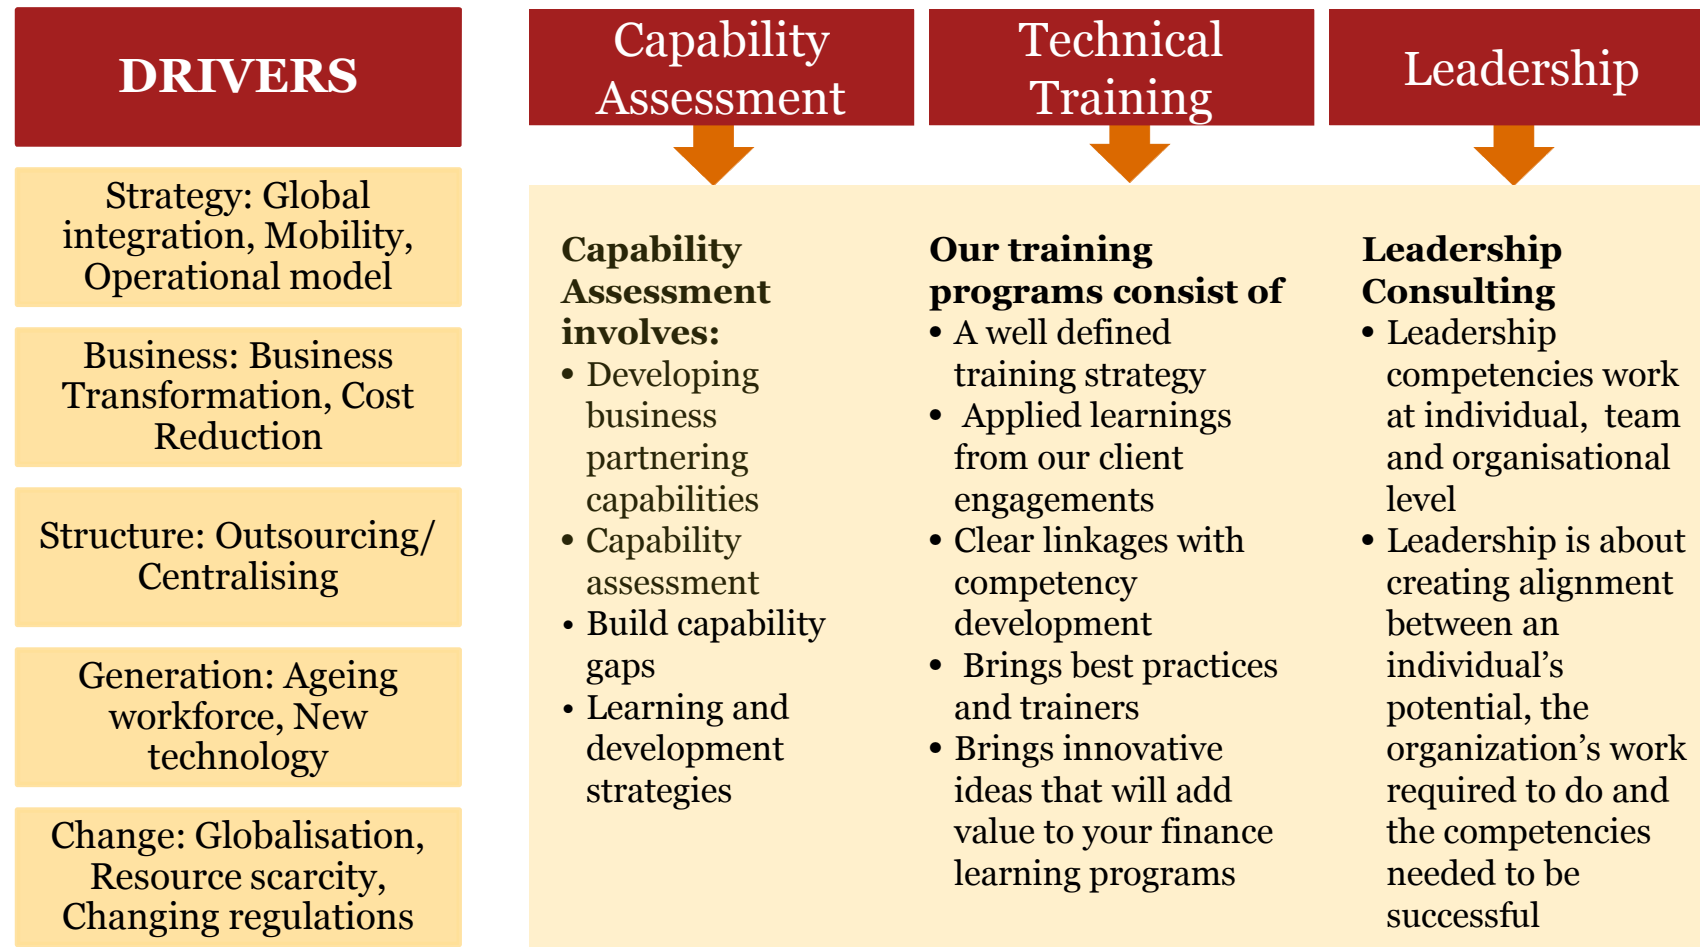 DRIVERS
Strategy: Global
integration, Mobility,
Operational model
Business: Business
Transformation, Cost
Reduction
Structure: Outsourcing/
Centralising
Generation: Ageing
workforce, New
technology
Change: Globalisation,
Resource scarcity,
Changing regulations
Capability
Assessment
Capability
Assessment
involves:
• Developing
business
partnering
capabilities
• Capability
assessment
• Build capability
gaps
• Learning and
development
strategies
Technical
Training
Our training
programs consist of
• A well defined
training strategy
• Applied learnings
from our client
engagements
• Clear linkages with
competency
development
• Brings best practices
and trainers
• Brings innovative
ideas that will add
value to your finance
learning programs
Leadership
Leadership
Consulting
• Leadership
competencies work
at individual, team
and organisational
level
• Leadership is about
creating alignment
between an
individual’s
potential, the
organization’s work
required to do and
the competencies
needed to be
successful